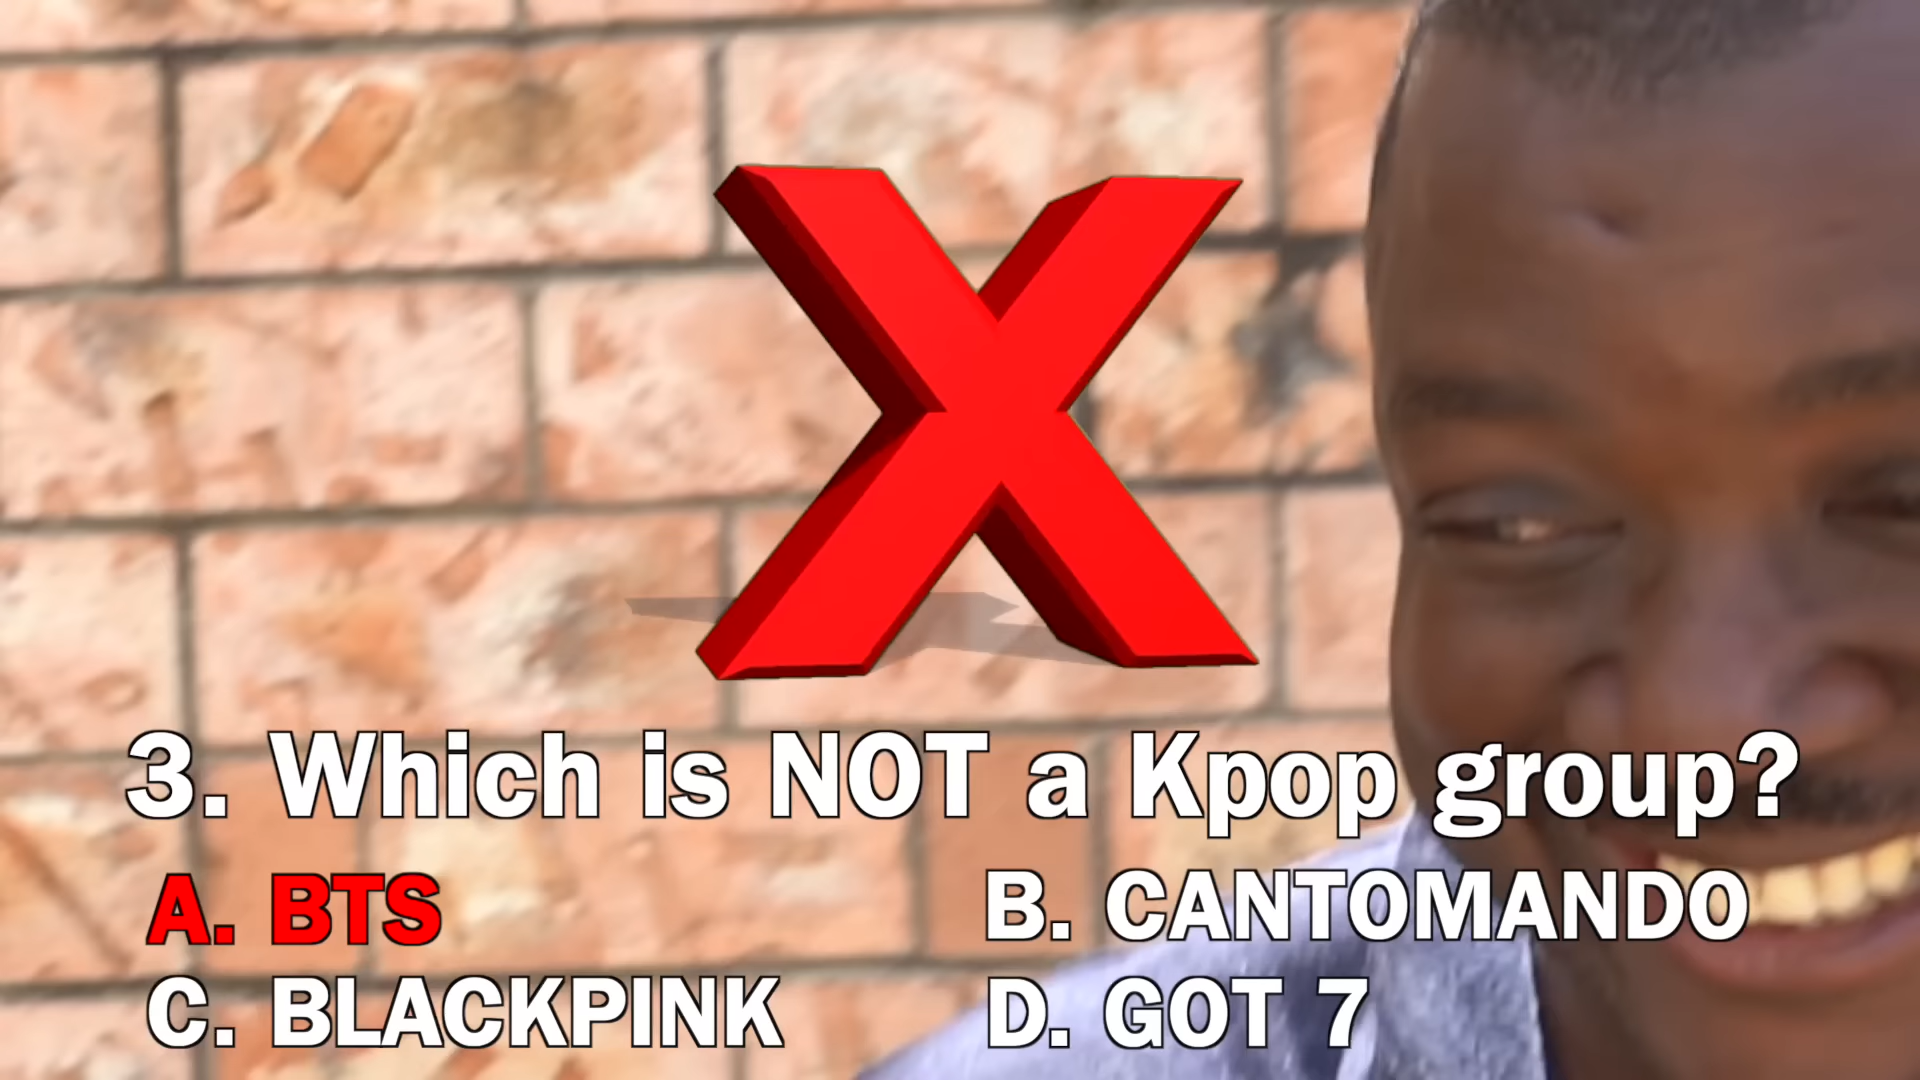 3. Which is NOT a Kpop group?
A. BTS
B. CANTOMANDO
C. BLACKPINK
D. GOT 7